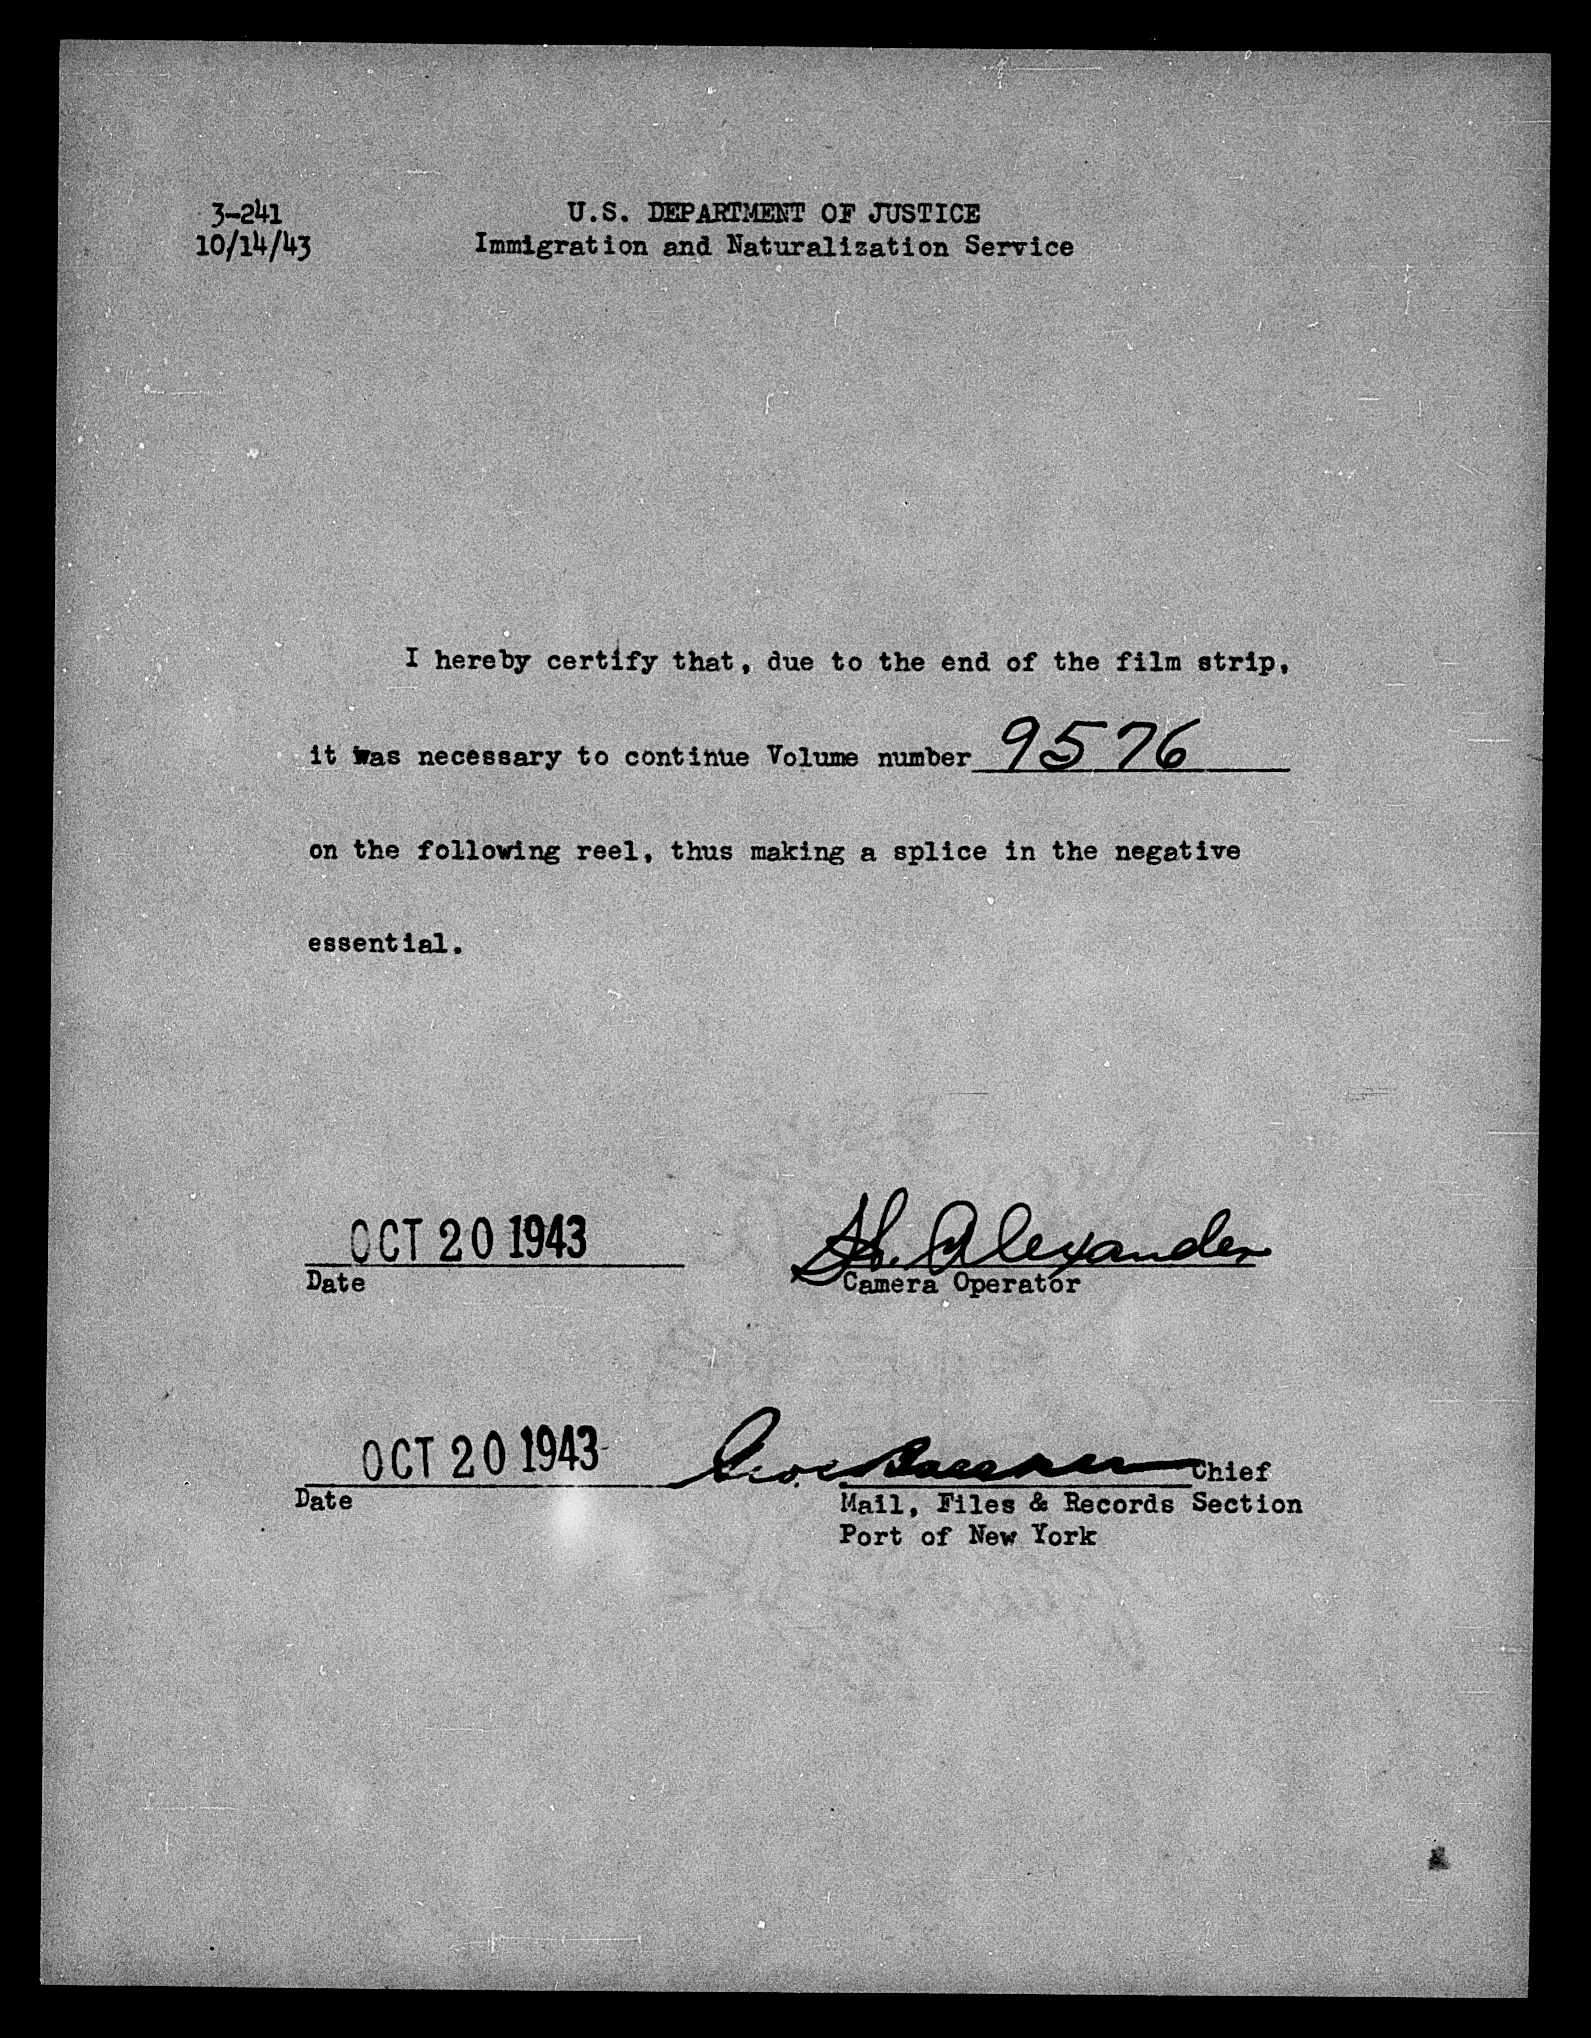 3-241
10/14/43
U.S. DEPARTMENT OF JUSTICE
Immigration and Naturalization Service
I hereby certify that, due to the end of the film strip,
it was necessary to continue Volume number 9576
on the following reel, thus making a splice in the negative
essential.
OCT 20 1943
Date
H. Alexander
Camera Operator
OCT 20 1943
Date
Geo. Chief
Mail, Files & Records Section
Port of New York